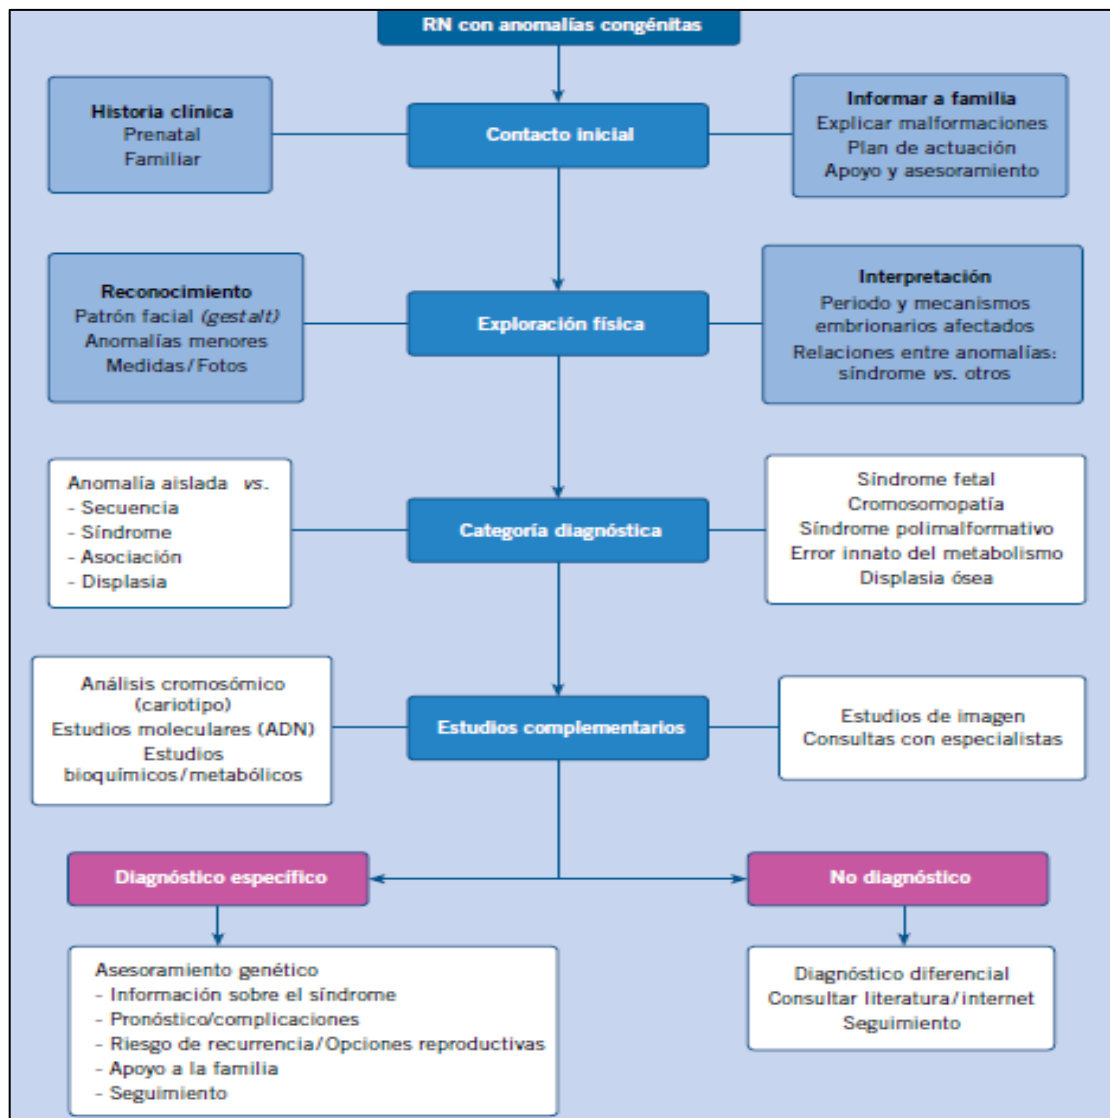 RN con anomalías congénitas
Historia clínica
Prenatal
Familiar
Contacto inicial
Informar a familia
Explicar malformaciones
Plan de actuación
Apoyo y asesoramiento
Reconocimiento
Patrón facial (gestalt)
Anomalías menores
Medidas/Fotos
Exploración física
Interpretación
Periodo y mecanismos
embrionarios afectados
Relaciones entre anomalías:
síndrome vs. otros
Anomalía aislada vs.
- Secuencia
- Síndrome
- Asociación
- Displasia
Categoría diagnóstica
Síndrome fetal
Cromosomopatía
Síndrome polimalformativo
Error innato del metabolismo
Displasia ósea
Análisis cromosómico
(cariotipo)
Estudios moleculares (ADN)
Estudios
bioquímicos/metabólicos
Estudios complementarios
Estudios de imagen
Consultas con especialistas
Diagnóstico específico
No diagnóstico
Asesoramiento genético
- Información sobre el síndrome
- Pronóstico/complicaciones
- Riesgo de recurrencia/Opciones reproductivas
- Apoyo a la familia
- Seguimiento
Diagnóstico diferencial
Consultar literatura/internet
Seguimiento